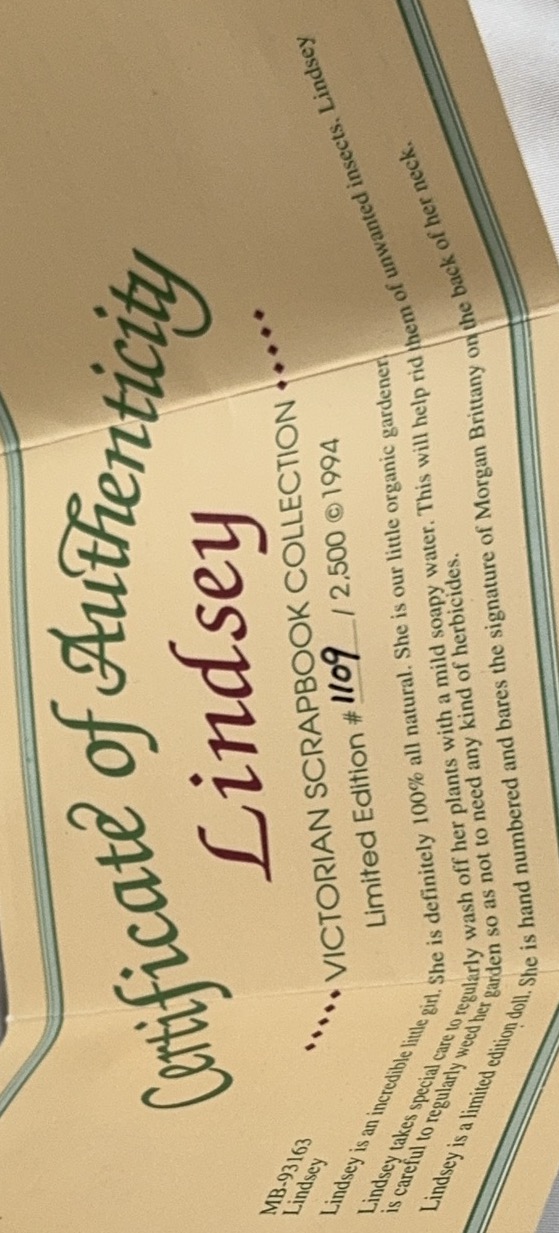 Certificate of Authenticity
Lindsey
VICTORIAN SCRAPBOOK COLLECTION
Limited Edition # 1109 / 2,500 © 1994
MB-93163
Lindsey
Lindsey is an incredible little girl. She is definitely 100% all natural. She is our little organic gardener.
Lindsey takes special care to regularly wash off her plants with a mild soapy water. This will help rid them of unwanted insects. Lindsey
is careful to regularly weed her garden so as not to need any kind of herbicides.
Lindsey is a limited edition doll. She is hand numbered and bares the signature of Morgan Brittany on the back of her neck.